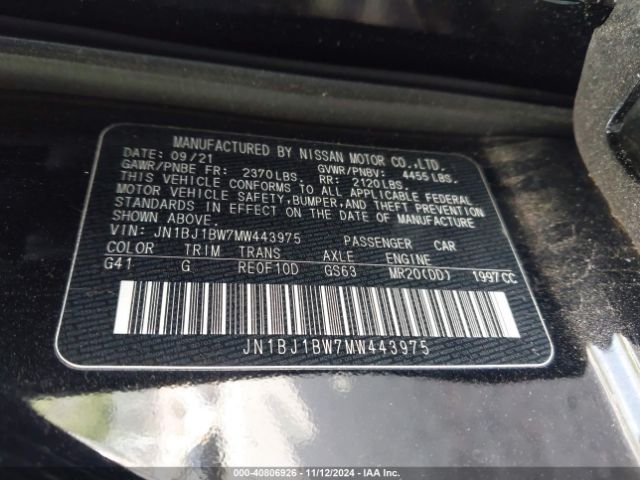 MANUFACTURED BY NISSAN MOTOR CO.,LTD.
DATE: 09/21
GAWR/PNBE FR: 2370LBS. GVWR/PNBV: 4455LBS.
RR: 2120LBS.
THIS VEHICLE CONFORMS TO ALL APPLICABLE FEDERAL
MOTOR VEHICLE SAFETY,BUMPER,AND THEFT PREVENTION
STANDARDS IN EFFECT ON THE DATE OF MANUFACTURE
SHOWN ABOVE.
VIN: JN1BJ1BW7MW443975 PASSENGER CAR
COLOR TRIM TRANS AXLE ENGINE
G41 G RE0F10D GS63 MR20(DD) 1997CC
JN1BJ1BW7MW443975
000-40806926 | 11/12/2024 | IAA Inc.